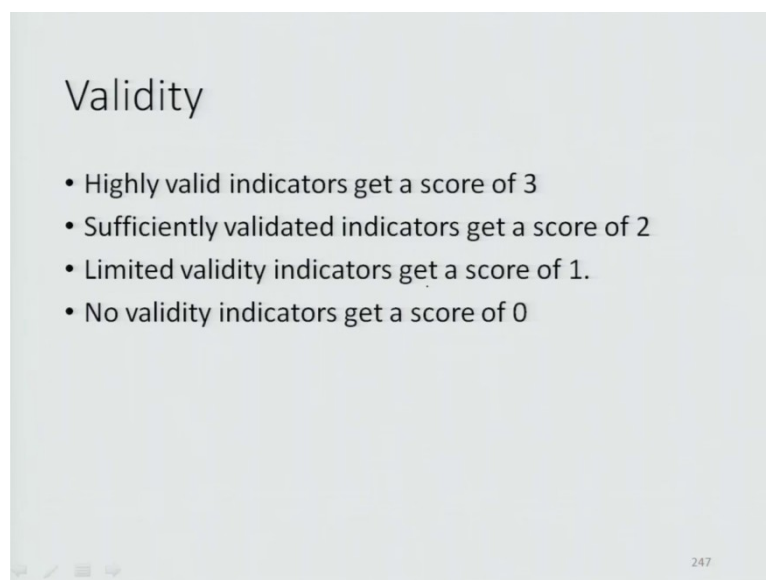 Validity
• Highly valid indicators get a score of 3
• Sufficiently validated indicators get a score of 2
• Limited validity indicators get a score of 1.
• No validity indicators get a score of 0
247